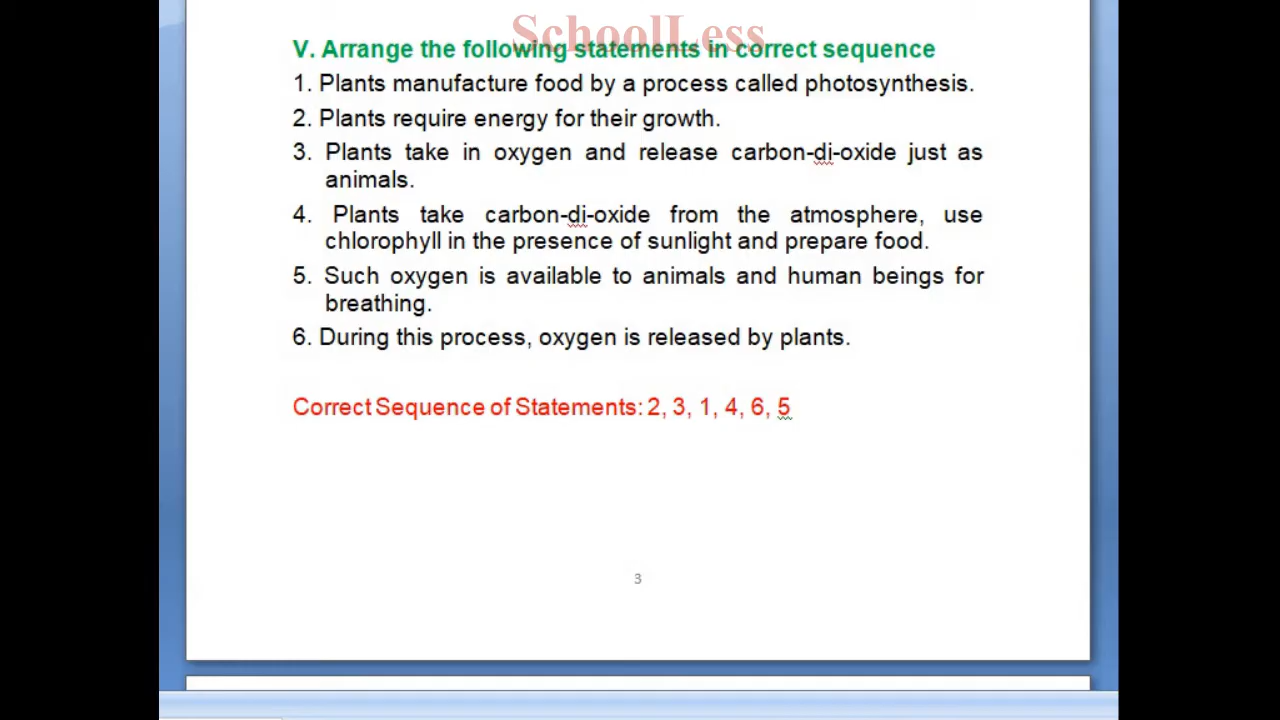 SchoolLess
V. Arrange the following statements in correct sequence
1. Plants manufacture food by a process called photosynthesis.
2. Plants require energy for their growth.
3. Plants take in oxygen and release carbon-di-oxide just as
animals.
4. Plants take carbon-di-oxide from the atmosphere, use
chlorophyll in the presence of sunlight and prepare food.
5. Such oxygen is available to animals and human beings for
breathing.
6. During this process, oxygen is released by plants.
Correct Sequence of Statements: 2, 3, 1, 4, 6, 5
3